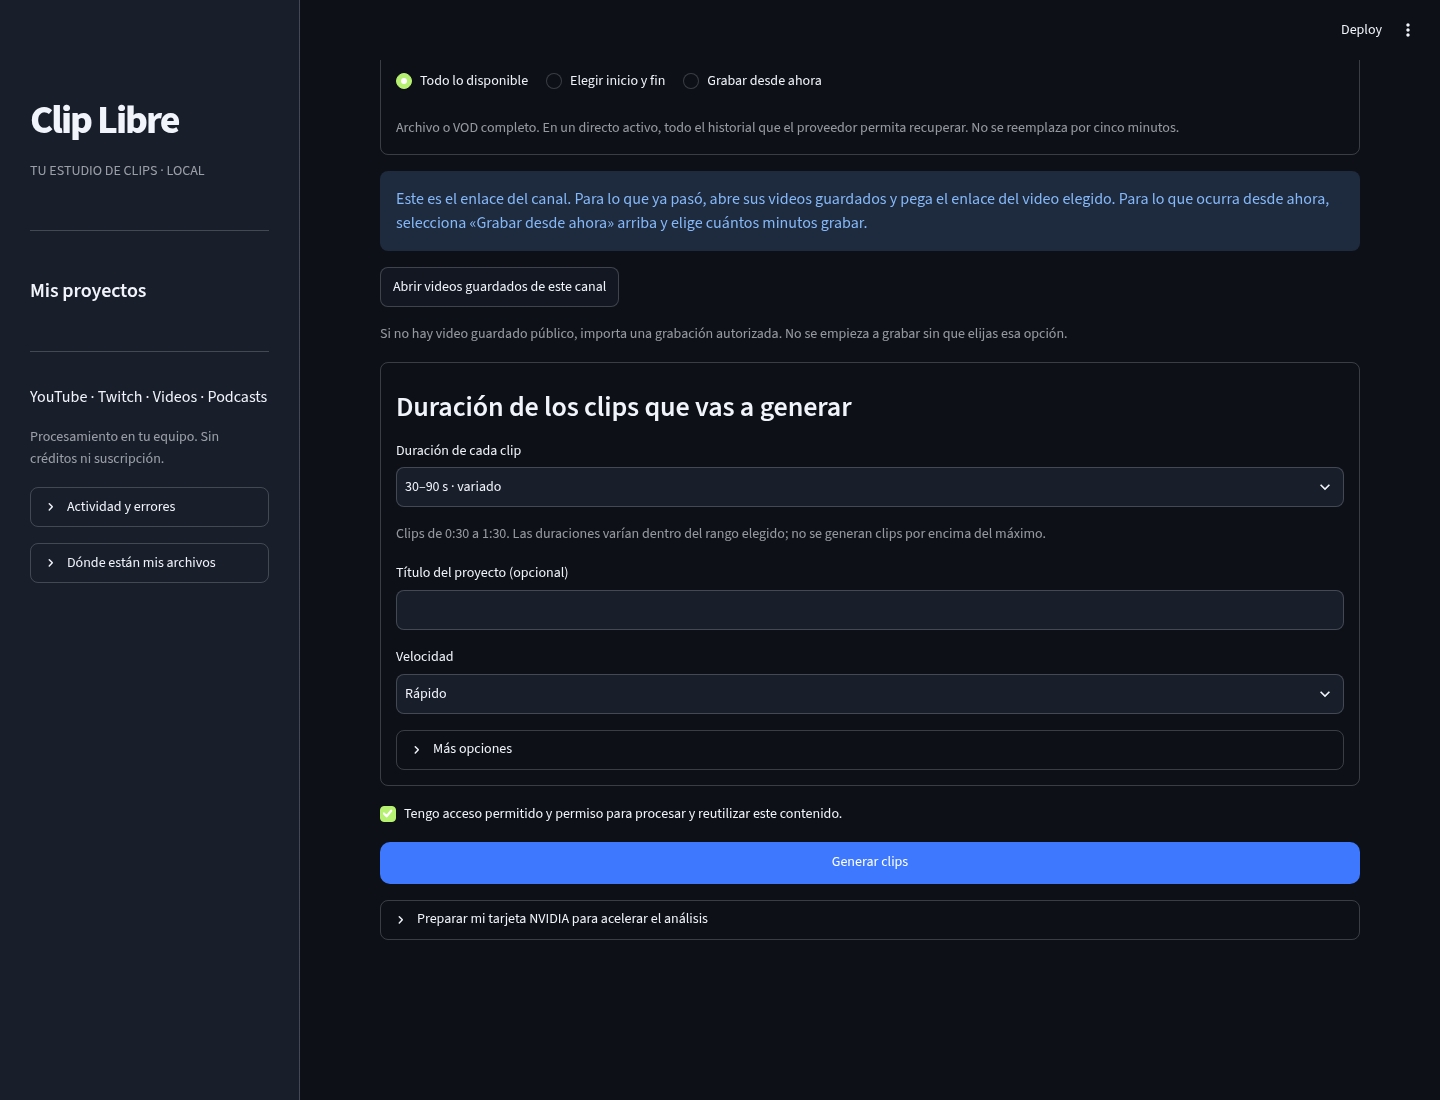 Deploy
Clip Libre
TU ESTUDIO DE CLIPS · LOCAL
Mis proyectos
YouTube · Twitch · Videos · Podcasts
Procesamiento en tu equipo. Sin
créditos ni suscripción.
Actividad y errores
Dónde están mis archivos
Todo lo disponible
Elegir inicio y fin
Grabar desde ahora
Archivo o VOD completo. En un directo activo, todo el historial que el proveedor permita recuperar. No se reemplaza por cinco minutos.
Este es el enlace del canal. Para lo que ya pasó, abre sus videos guardados y pega el enlace del video elegido. Para lo que ocurra desde ahora,
selecciona «Grabar desde ahora» arriba y elige cuántos minutos grabar.
Abrir videos guardados de este canal
Si no hay video guardado público, importa una grabación autorizada. No se empieza a grabar sin que elijas esa opción.
Duración de los clips que vas a generar
Duración de cada clip
30–90 s · variado
Clips de 0:30 a 1:30. Las duraciones varían dentro del rango elegido; no se generan clips por encima del máximo.
Título del proyecto (opcional)
Velocidad
Rápido
Más opciones
Tengo acceso permitido y permiso para procesar y reutilizar este contenido.
Generar clips
Preparar mi tarjeta NVIDIA para acelerar el análisis